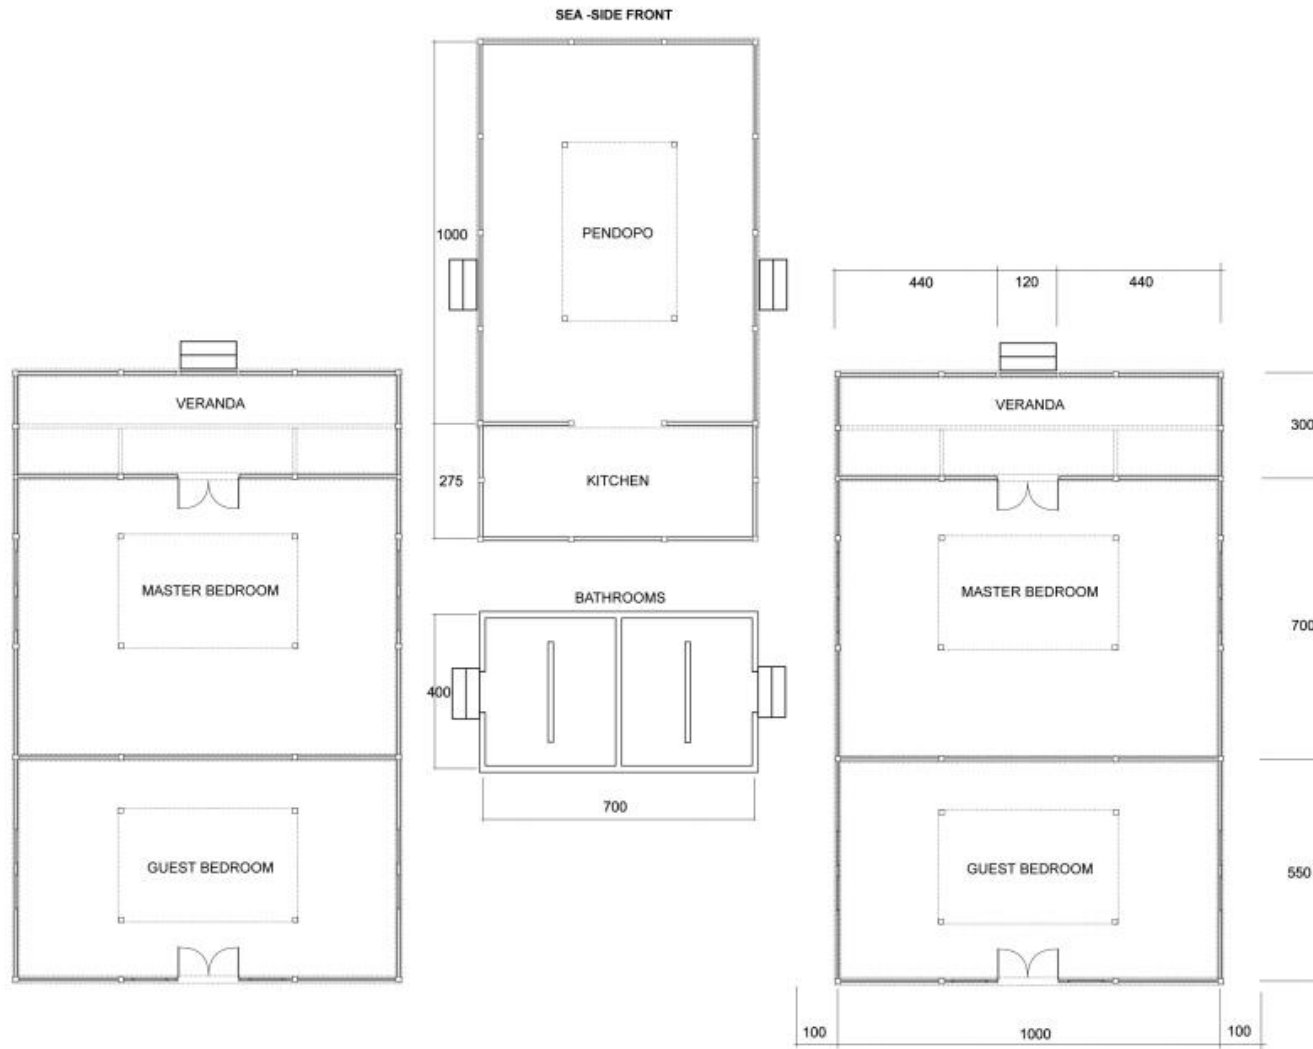 SEA -SIDE FRONT
1000
PENDOPO
440
120
440
VERANDA
VERANDA
300
275
KITCHEN
MASTER BEDROOM
BATHROOMS
MASTER BEDROOM
700
400
700
GUEST BEDROOM
GUEST BEDROOM
550
100
1000
100